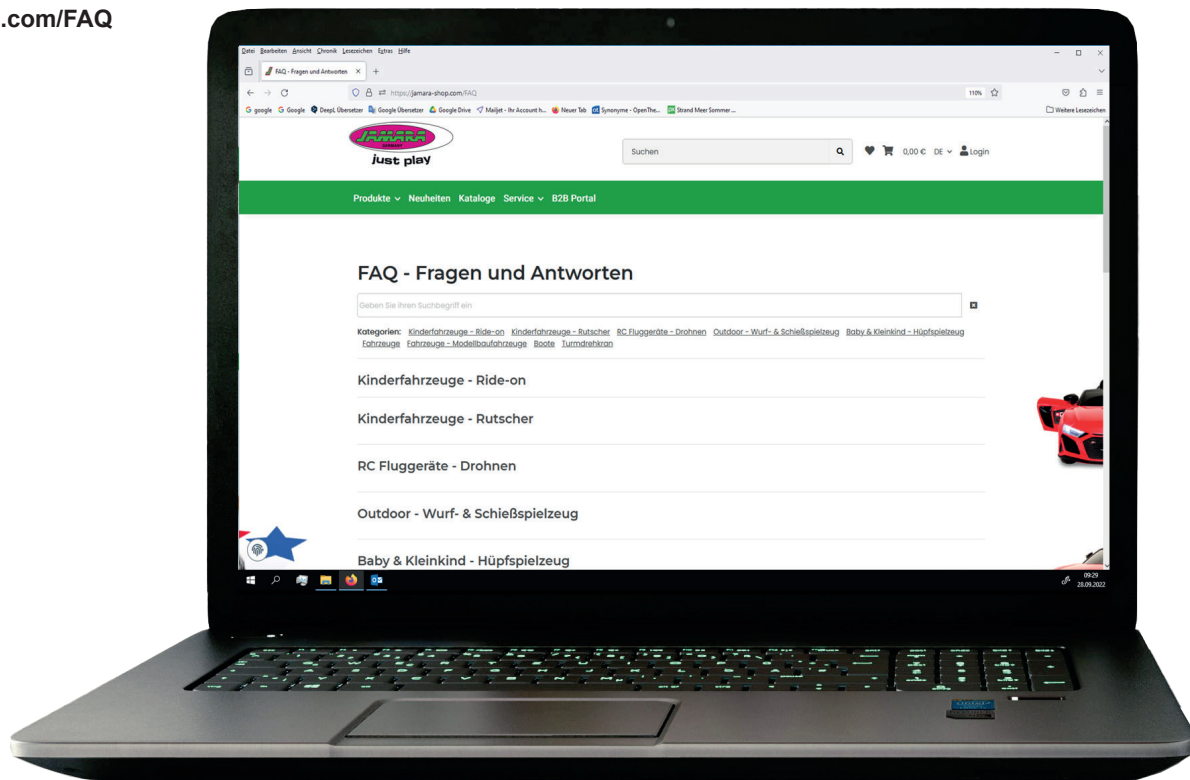 .com/FAQ
Datei Bearbeiten Ansicht Chronik Lesezeichen Extras Hilfe
FAQ - Fragen und Antworten
https://jamara-shop.com/FAQ 110%
google Google DeepL Übersetzer Google Übersetzer Google Drive Mailjet - Ihr Account h... Neuer Tab Synonyme - OpenThe... Strand Meer Sommer ... Weitere Lesezeichen
JAMARA
GERMANY
just play
Suchen 0,00 € DE Login
Produkte Neuheiten Kataloge Service B2B Portal
FAQ - Fragen und Antworten
Geben Sie Ihren Suchbegriff ein
Kategorien: Kinderfahrzeuge - Ride-on Kinderfahrzeuge - Rutscher RC Fluggeräte - Drohnen Outdoor - Wurf- & Schießspielzeug Baby & Kleinkind - Hüpfspielzeug
Fahrzeuge Fahrzeuge - Modellbaufahrzeuge Boote Turmdrehkran
Kinderfahrzeuge - Ride-on
Kinderfahrzeuge - Rutscher
RC Fluggeräte - Drohnen
Outdoor - Wurf- & Schießspielzeug
Baby & Kleinkind - Hüpfspielzeug
09:29
28.09.2022